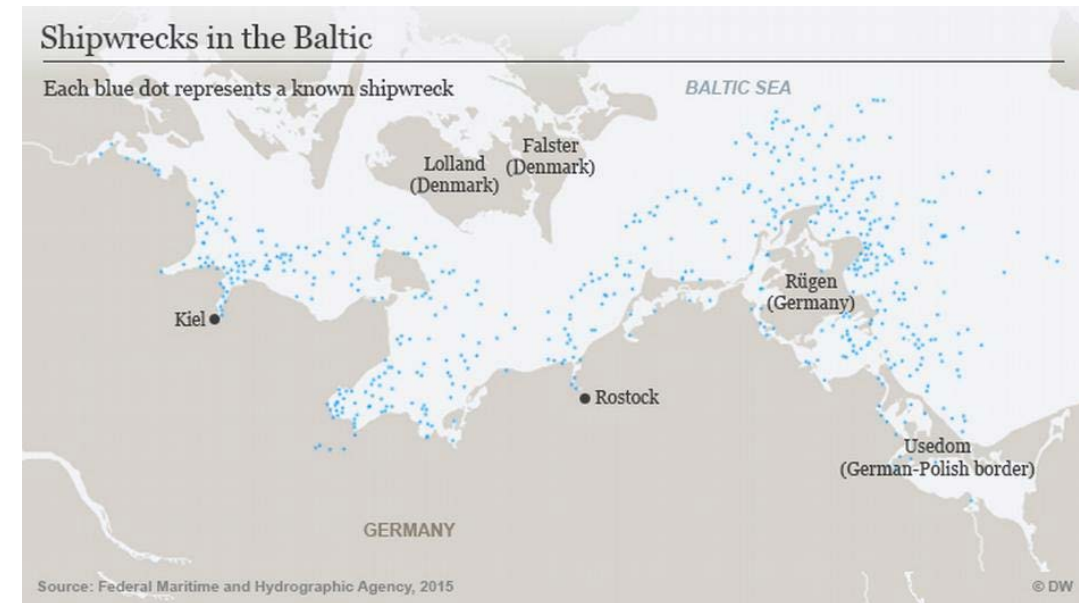 Shipwrecks in the Baltic
Each blue dot represents a known shipwreck
BALTIC SEA
Falster
(Denmark)
Lolland
(Denmark)
Rügen
(Germany)
Kiel
Rostock
Usedom
(German-Polish border)
GERMANY
Source: Federal Maritime and Hydrographic Agency, 2015
© DW